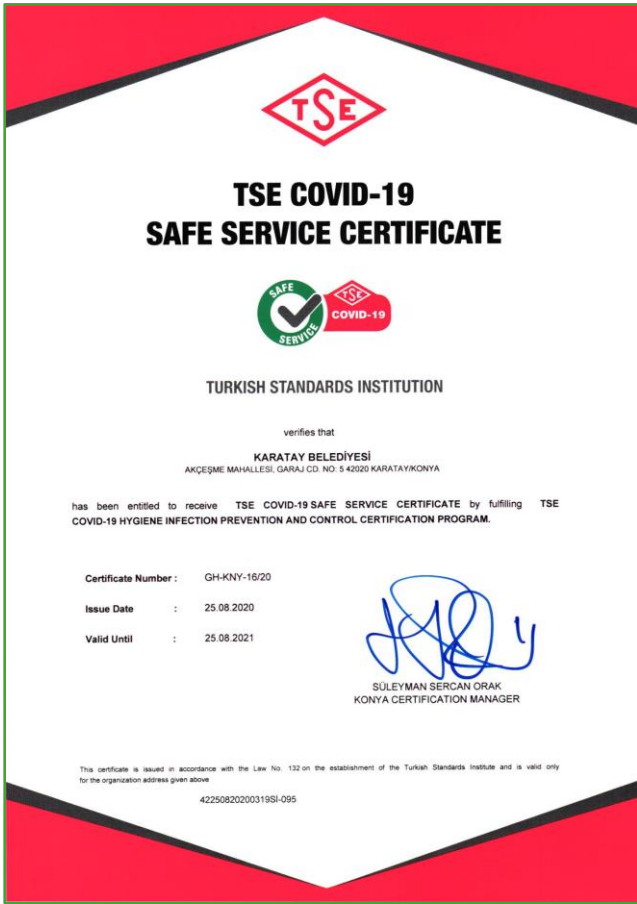 TSE
TSE COVID-19
SAFE SERVICE CERTIFICATE
SAFE
SERVICE
TSE
COVID-19
TURKISH STANDARDS INSTITUTION
verifies that
KARATAY BELEDİYESİ
AKÇEŞME MAHALLESİ, GARAJ CD. NO: 5 42020 KARATAY/KONYA
has been entitled to receive TSE COVID-19 SAFE SERVICE CERTIFICATE by fulfilling TSE
COVID-19 HYGIENE INFECTION PREVENTION AND CONTROL CERTIFICATION PROGRAM.
Certificate Number : GH-KNY-16/20
Issue Date : 25.08.2020
Valid Until : 25.08.2021
SÜLEYMAN SERCAN ORAK
KONYA CERTIFICATION MANAGER
This certificate is issued in accordance with the Law No. 132 on the establishment of the Turkish Standards Institute and is valid only
for the organization address given above
42250820200319SI-095